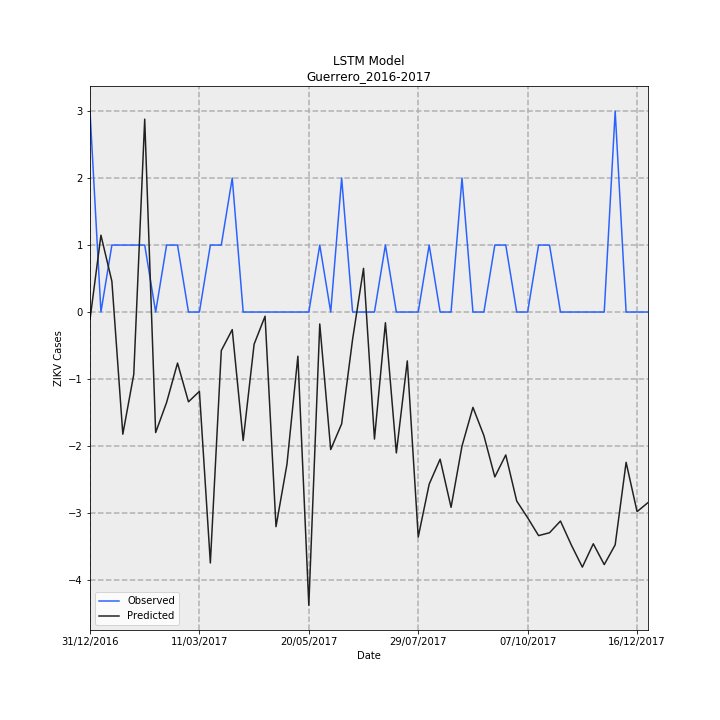 LSTM Model
Guerrero_2016-2017
3
2
1
0
−1
−2
−3
−4
ZIKV Cases
Observed
Predicted
31/12/2016 11/03/2017 20/05/2017 29/07/2017 07/10/2017 16/12/2017
Date